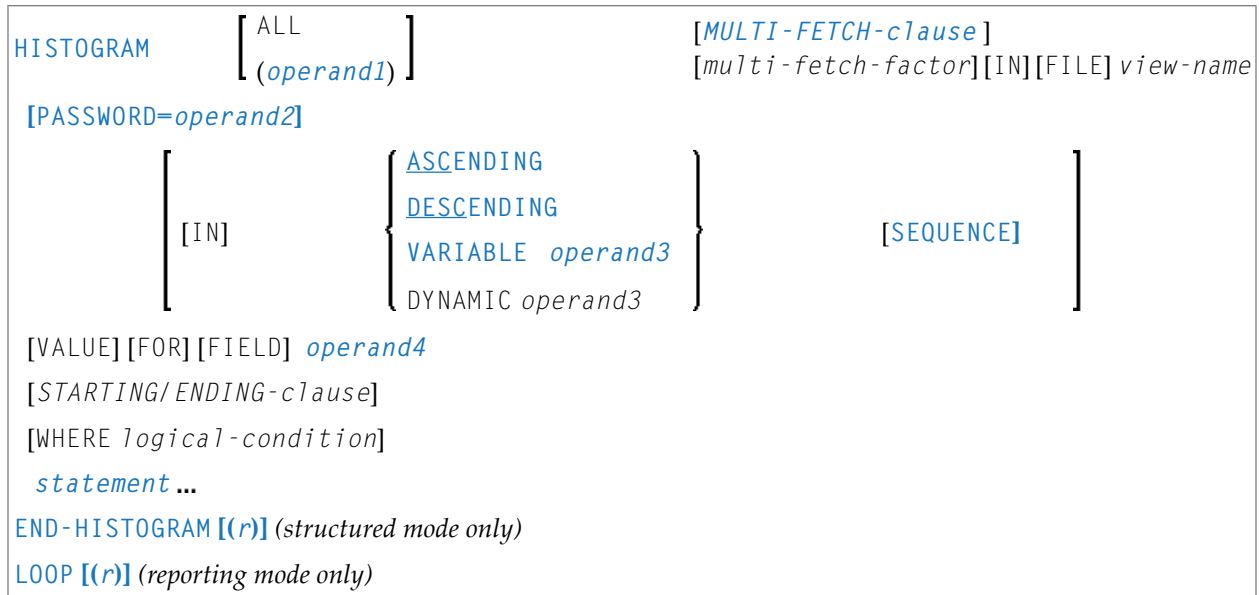 HISTOGRAM [ ALL [MULTI-FETCH-clause ]
(operand1) ] [multi-fetch-factor] [IN] [FILE] view-name
[PASSWORD=operand2]
ASCENDING
DESCENDING
[IN] VARIABLE operand3 [SEQUENCE]
DYNAMIC operand3
[VALUE] [FOR] [FIELD] operand4
[STARTING/ENDING-clause]
[WHERE logical-condition]
statement ...
END-HISTOGRAM [(r)] (structured mode only)
LOOP [(r)] (reporting mode only)